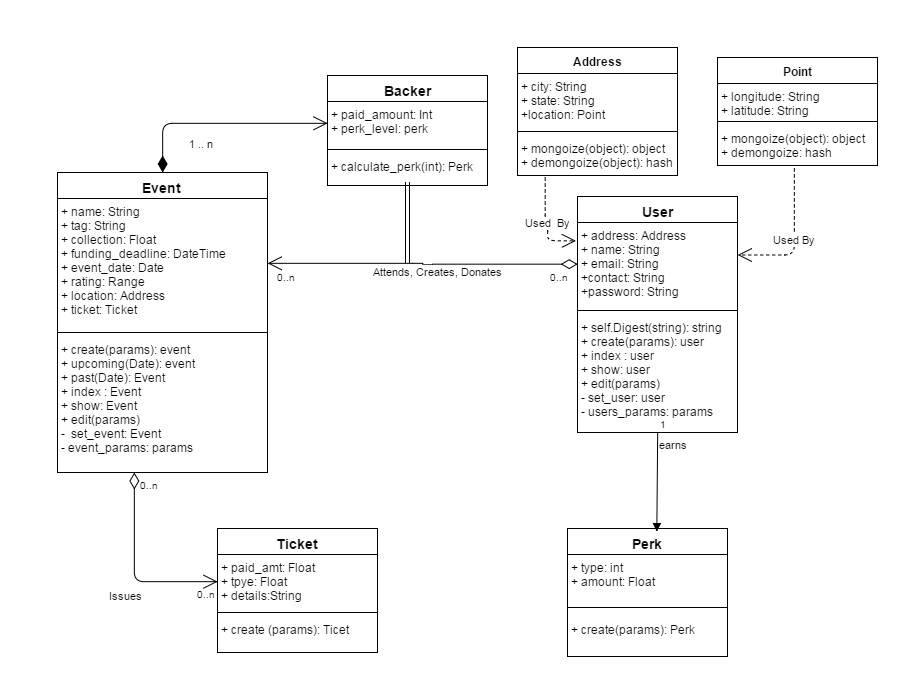 Address
+ city: String
+ state: String
+location: Point
+ mongoize(object): object
+ demongoize(object): hash
Point
+ longitude: String
+ latitude: String
+ mongoize(object): object
+ demongoize: hash
Backer
+ paid_amount: Int
+ perk_level: perk
+ calculate_perk(int): Perk
1 .. n
Event
+ name: String
+ tag: String
+ collection: Float
+ funding_deadline: DateTime
+ event_date: Date
+ rating: Range
+ location: Address
+ ticket: Ticket
+ create(params): event
+ upcoming(Date): event
+ past(Date): Event
+ index : Event
+ show: Event
+ edit(params)
- set_event: Event
- event_params: params
Used By
Used By
User
+ address: Address
+ name: String
+ email: String
+contact: String
+password: String
+ self.Digest(string): string
+ create(params): user
+ index : user
+ show: user
+ edit(params)
- set_user: user
- users_params: params
1
0..n
Attends, Creates, Donates
0..n
earns
0..n
Issues
0..n
Ticket
+ paid_amt: Float
+ tpye: Float
+ details:String
+ create (params): Ticet
Perk
+ type: int
+ amount: Float
+ create(params): Perk